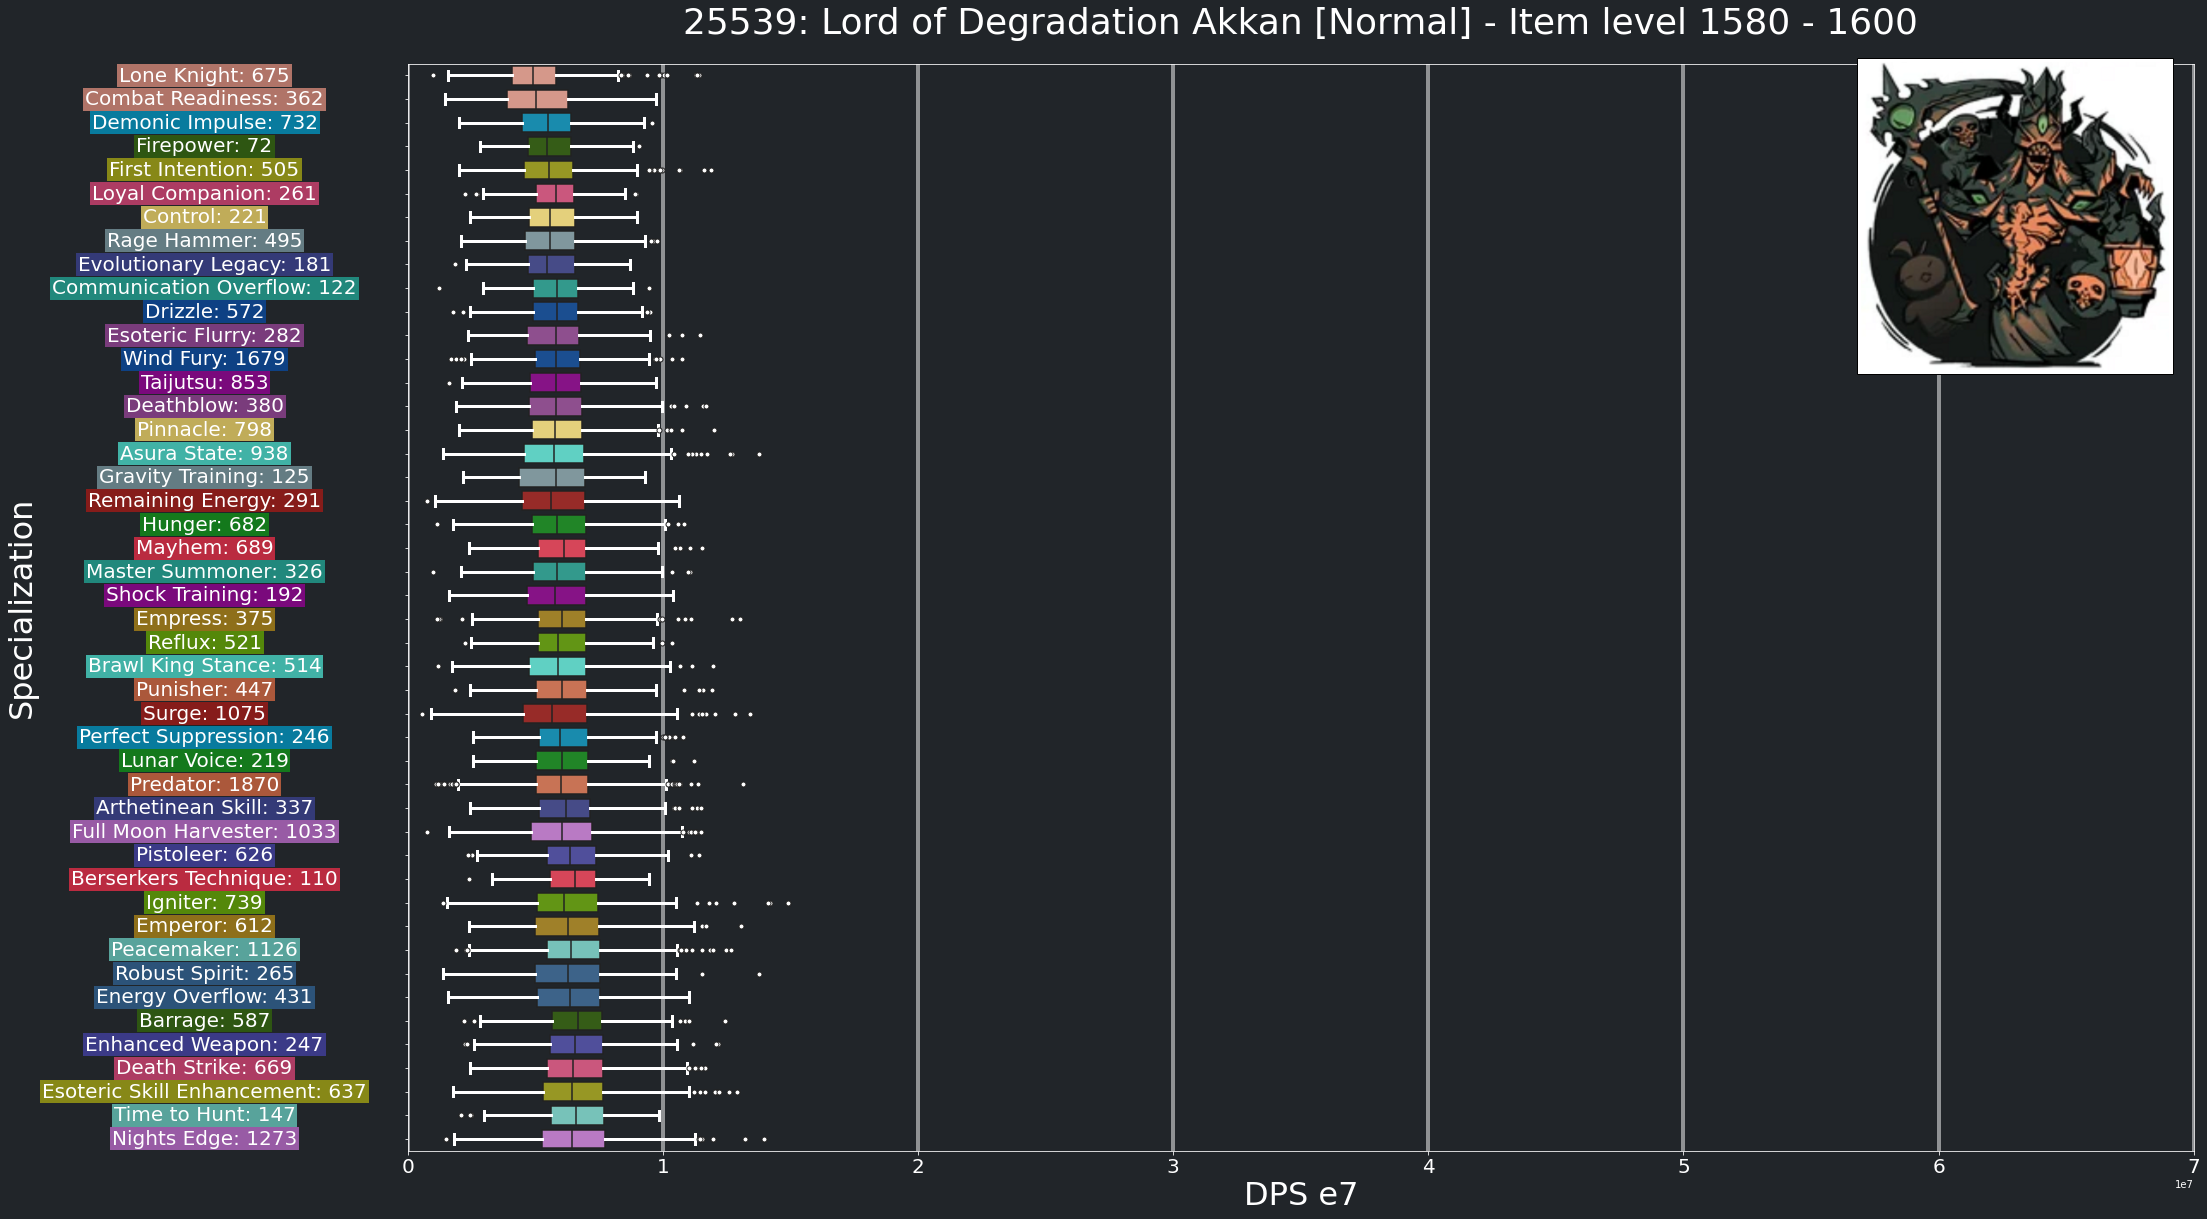 25539: Lord of Degradation Akkan [Normal] - Item level 1580 - 1600
Specialization
Lone Knight: 675
Combat Readiness: 362
Demonic Impulse: 732
Firepower: 72
First Intention: 505
Loyal Companion: 261
Control: 221
Rage Hammer: 495
Evolutionary Legacy: 181
Communication Overflow: 122
Drizzle: 572
Esoteric Flurry: 282
Wind Fury: 1679
Taijutsu: 853
Deathblow: 380
Pinnacle: 798
Asura State: 938
Gravity Training: 125
Remaining Energy: 291
Hunger: 682
Mayhem: 689
Master Summoner: 326
Shock Training: 192
Empress: 375
Reflux: 521
Brawl King Stance: 514
Punisher: 447
Surge: 1075
Perfect Suppression: 246
Lunar Voice: 219
Predator: 1870
Arthetinean Skill: 337
Full Moon Harvester: 1033
Pistoleer: 626
Berserkers Technique: 110
Igniter: 739
Emperor: 612
Peacemaker: 1126
Robust Spirit: 265
Energy Overflow: 431
Barrage: 587
Enhanced Weapon: 247
Death Strike: 669
Esoteric Skill Enhancement: 637
Time to Hunt: 147
Nights Edge: 1273
0 1 2 3 4 5 6 7
1e7
DPS e7